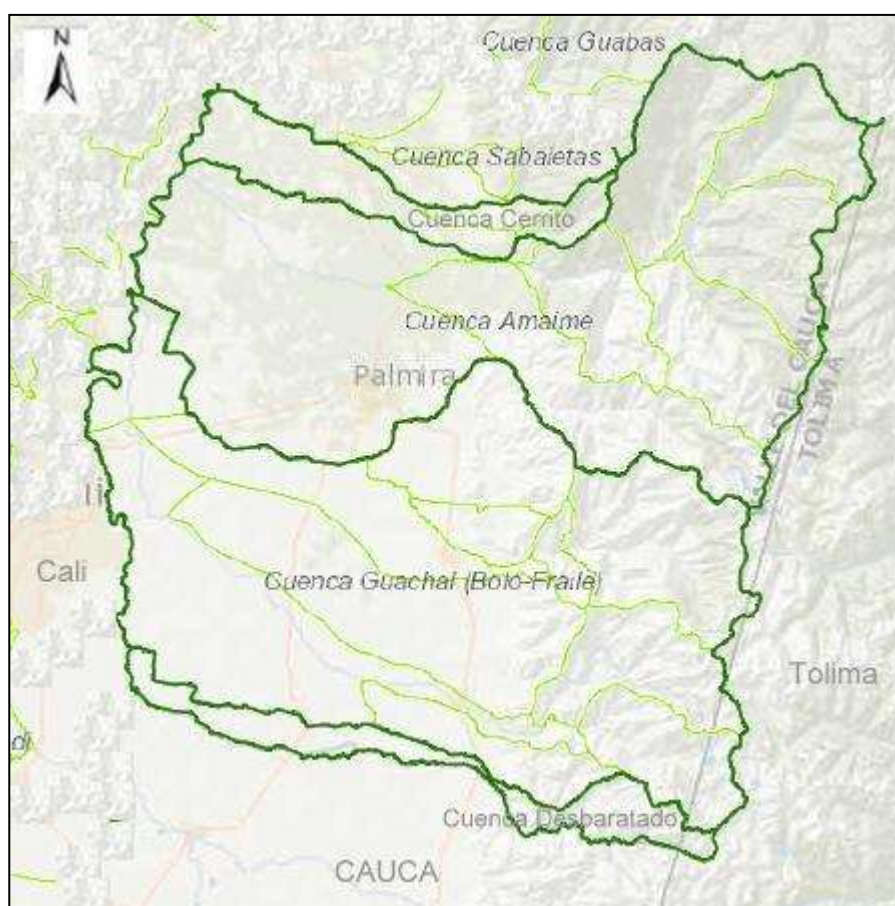 N
Cuenca Guabas
Cuenca Sabaletas
Cuenca Cerrito
Cuenca Amaime
Palmira
TOLIMA
Cali
Cuenca Guachal (Bolo-Fraile)
Tolima
Cuenca Desbaratado
CAUCA